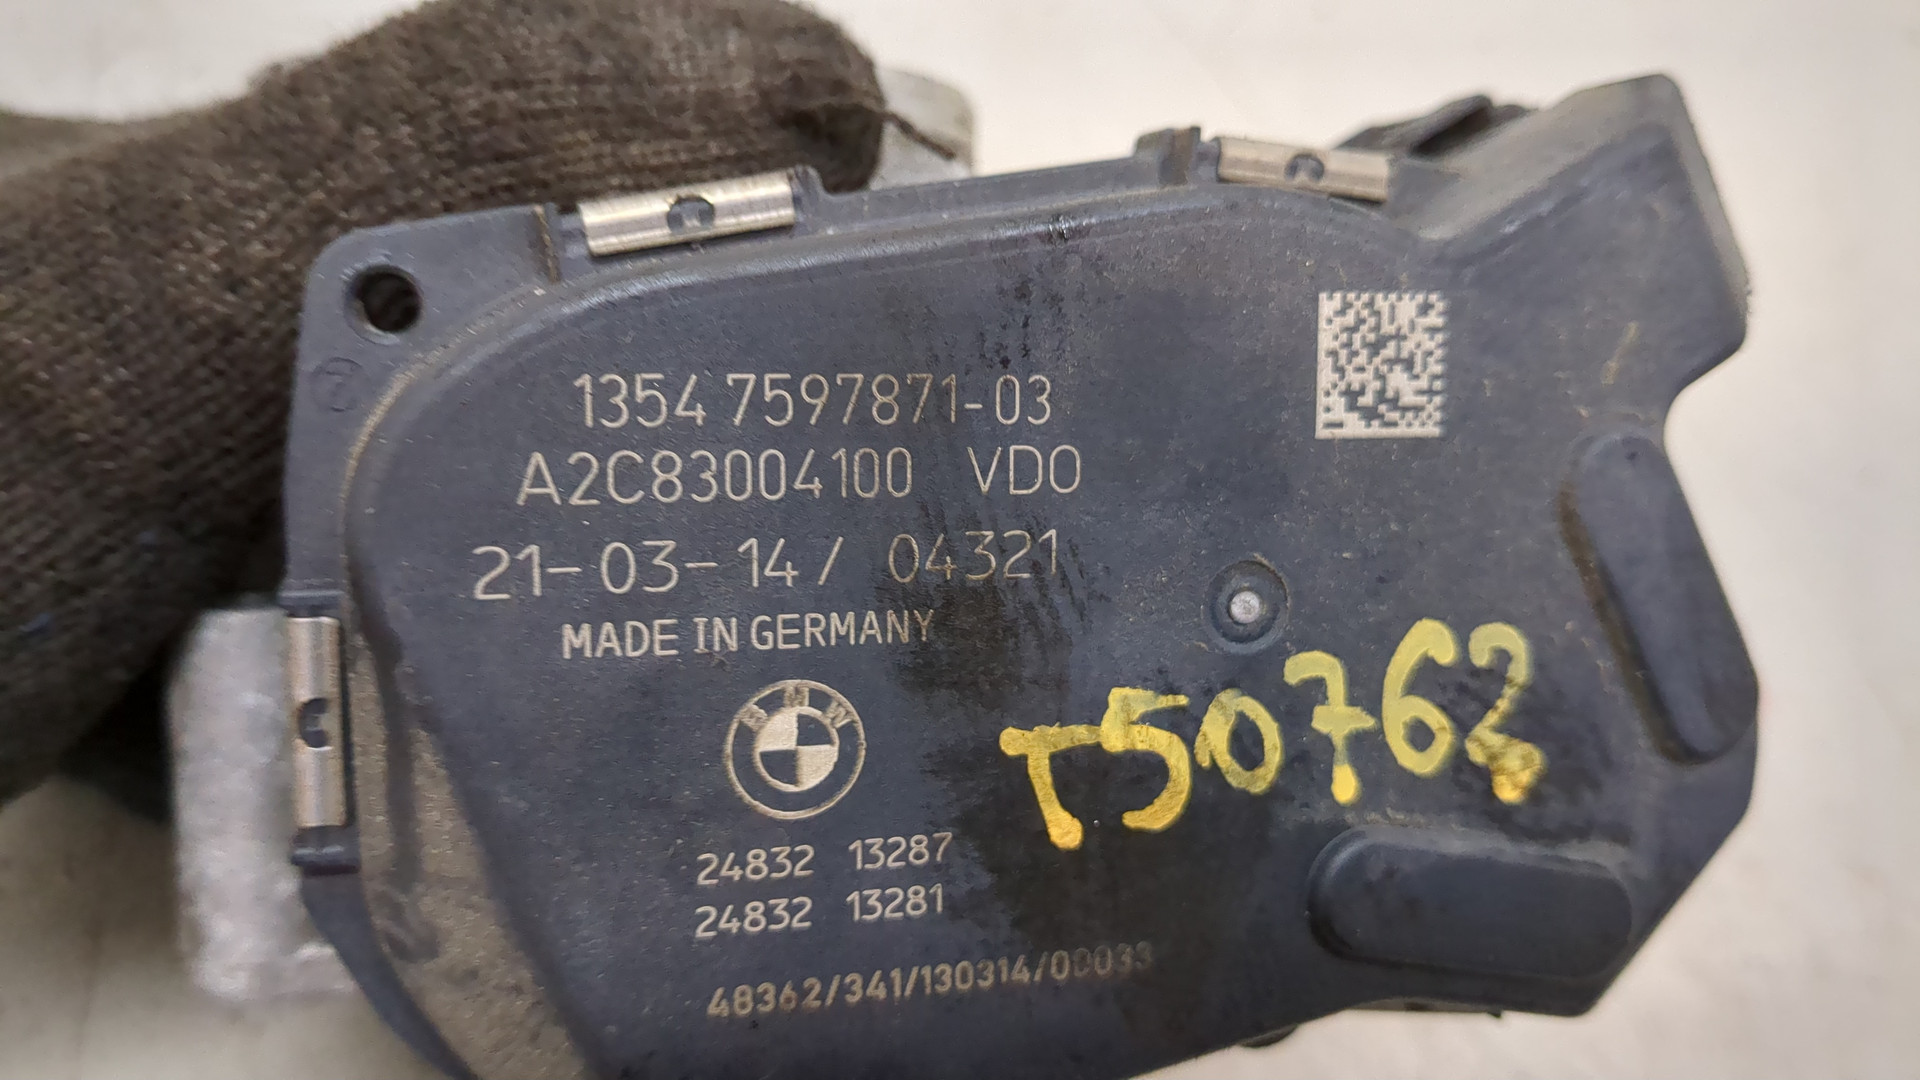 1354 7597871-03
A2C83004100 VDO
21-03-14/ 04321
MADE IN GERMANY
BMW
T50762
24832 13287
24832 13281
48362/341/130314/00033